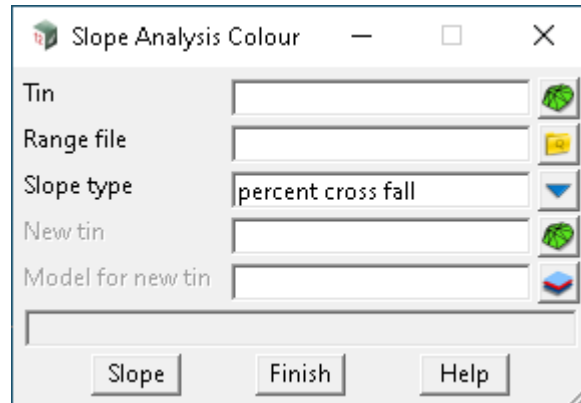 Slope Analysis Colour
Tin
Range file
Slope type percent cross fall
New tin
Model for new tin
Slope Finish Help